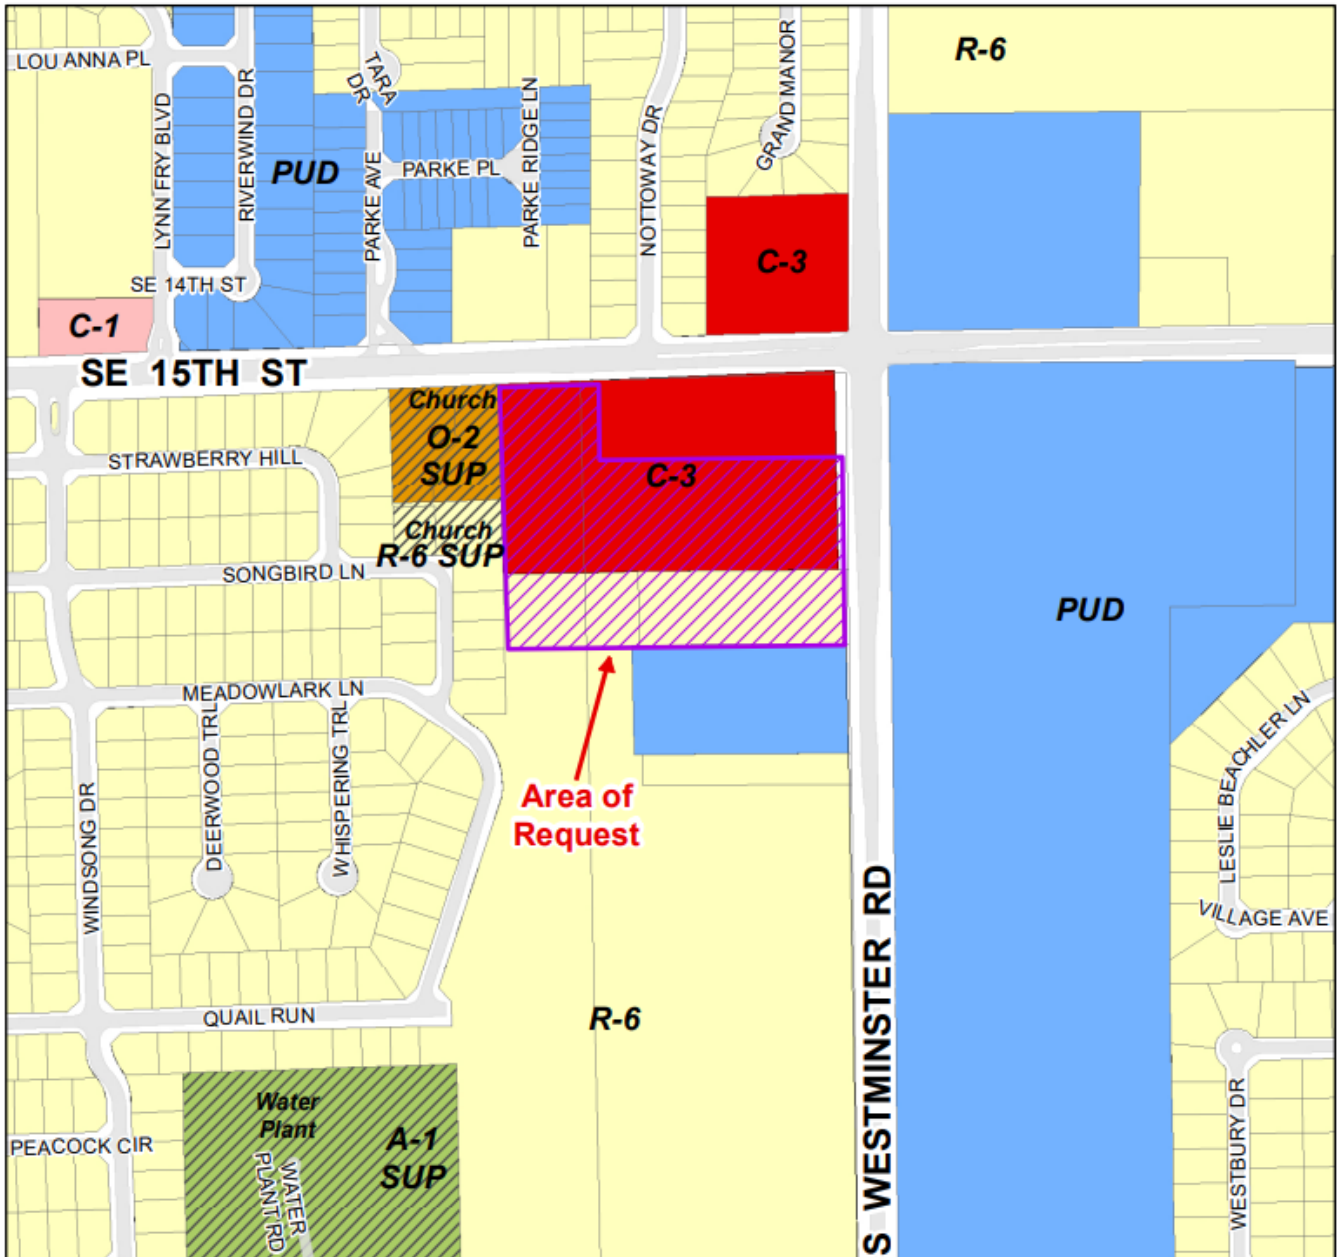 R-6
LOU ANNA PL
TARA
DR
GRAND MANOR
LYNN FRY BLVD
RIVERWIND DR
PUD
PARKE AVE
PARKE PL
PARKE RIDGE LN
NOTTOWAY DR
C-3
SE 14TH ST
C-1
SE 15TH ST
Church
O-2
SUP
STRAWBERRY HILL
C-3
Church
R-6 SUP
SONGBIRD LN
PUD
MEADOWLARK LN
DEERWOOD TRL
WHISPERING TRL
WINDSONG DR
Area of
Request
LESLIE BEACHLER LN
VILLAGE AVE
S WESTMINSTER RD
QUAIL RUN
R-6
Water
Plant
A-1
SUP
PEACOCK CIR
WATER
PLANT RD
WESTBURY DR